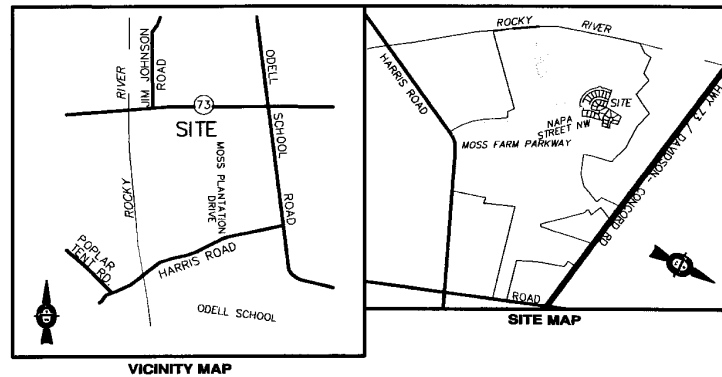 RIVER
JIM JOHNSON
ROAD
ODELL
73
SITE
SCHOOL
ROCKY
MOSS PLANTATION
DRIVE
ROAD
POPLAR
TENT RD.
HARRIS ROAD
ODELL SCHOOL
VICINITY MAP
ROCKY
RIVER
HARRIS ROAD
SITE
NAPA
STREET NW
MOSS FARM PARKWAY
HWY 73 / DAVIDSON- CONCORD RD
ROAD
SITE MAP